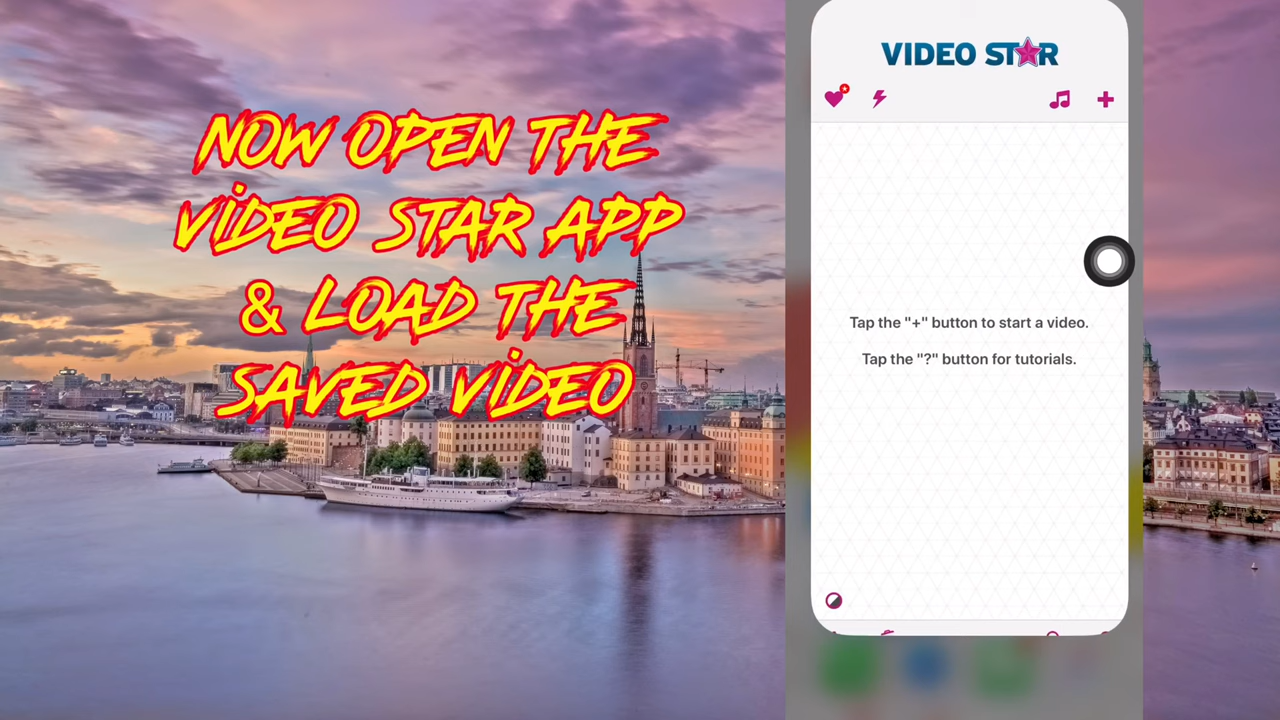 NOW OPEN THE
VIDEO STAR APP
& LOAD THE
SAVED VIDEO
VIDEO STAR
Tap the "+" button to start a video.
Tap the "?" button for tutorials.